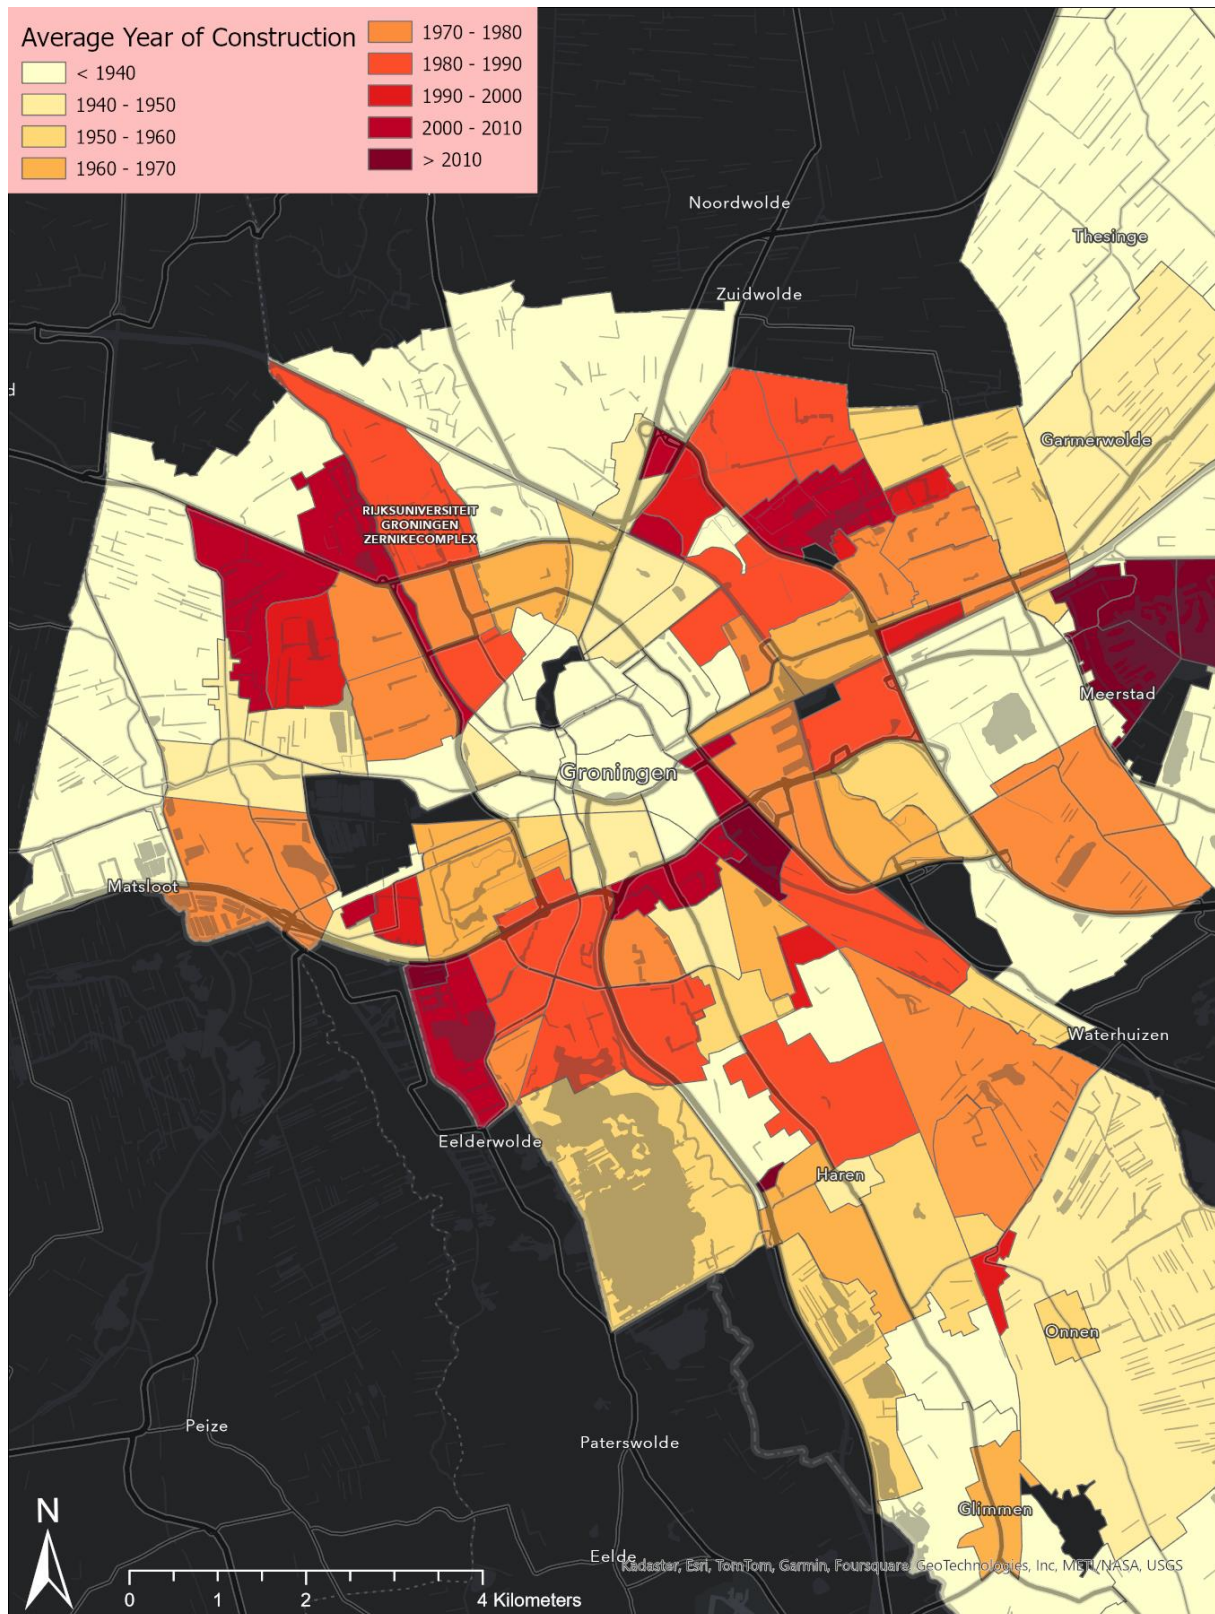 Average Year of Construction
< 1940
1940 - 1950
1950 - 1960
1960 - 1970
1970 - 1980
1980 - 1990
1990 - 2000
2000 - 2010
> 2010
Noordwolde
Thesinge
Zuidwolde
d
Garmerwolde
RIJKSUNIVERSITEIT
GRONINGEN
ZERNIKECOMPLEX
Meerstad
Groningen
Matsloot
Waterhuizen
Eelderwolde
Haren
Onnen
Peize
Paterswolde
N
Glimmen
Eelde
Kadaster, Esri, TomTom, Garmin, Foursquare, GeoTechnologies, Inc, METI/NASA, USGS
0 1 2 4 Kilometers